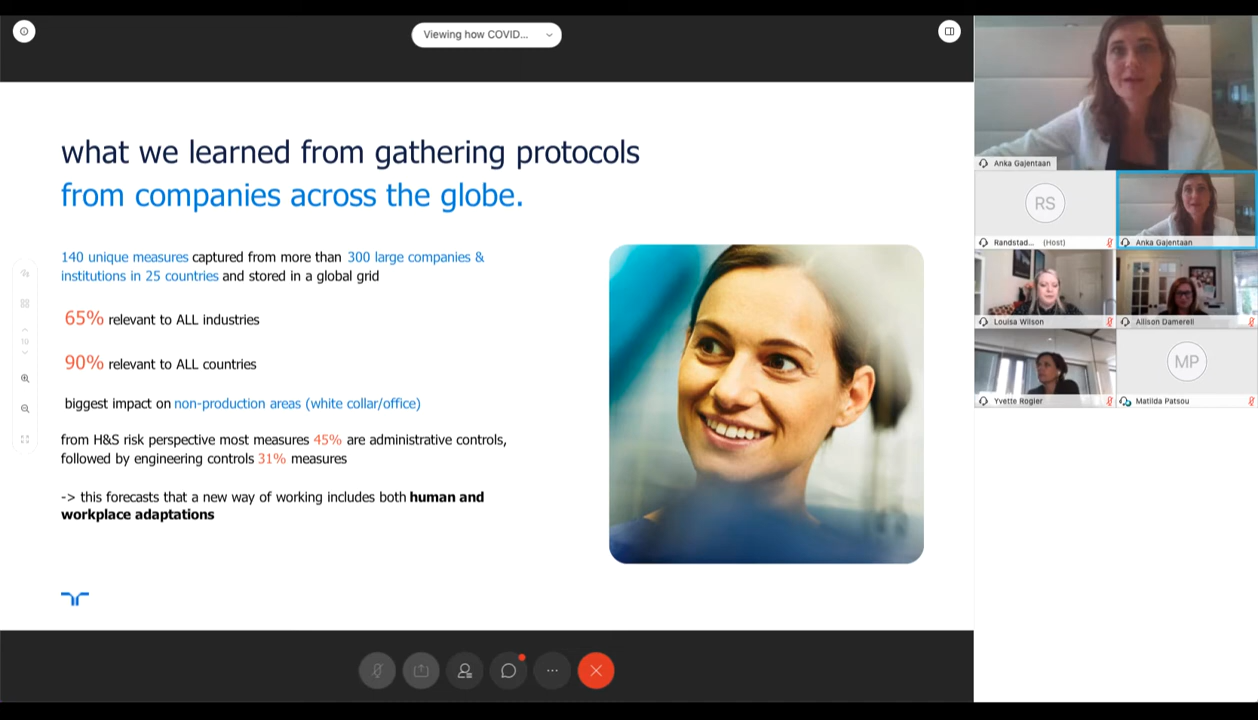 Viewing how COVID...
what we learned from gathering protocols
from companies across the globe.
140 unique measures captured from more than 300 large companies &
institutions in 25 countries and stored in a global grid
65% relevant to ALL industries
90% relevant to ALL countries
biggest impact on non-production areas (white collar/office)
from H&S risk perspective most measures 45% are administrative controls,
followed by engineering controls 31% measures
-> this forecasts that a new way of working includes both human and
workplace adaptations
Anka Gajentaan
RS
Randstad... (Host)
Anka Gajentaan
Louisa Wilson
Allison Damerell
Yvette Rogier
MP
Matilda Patsou